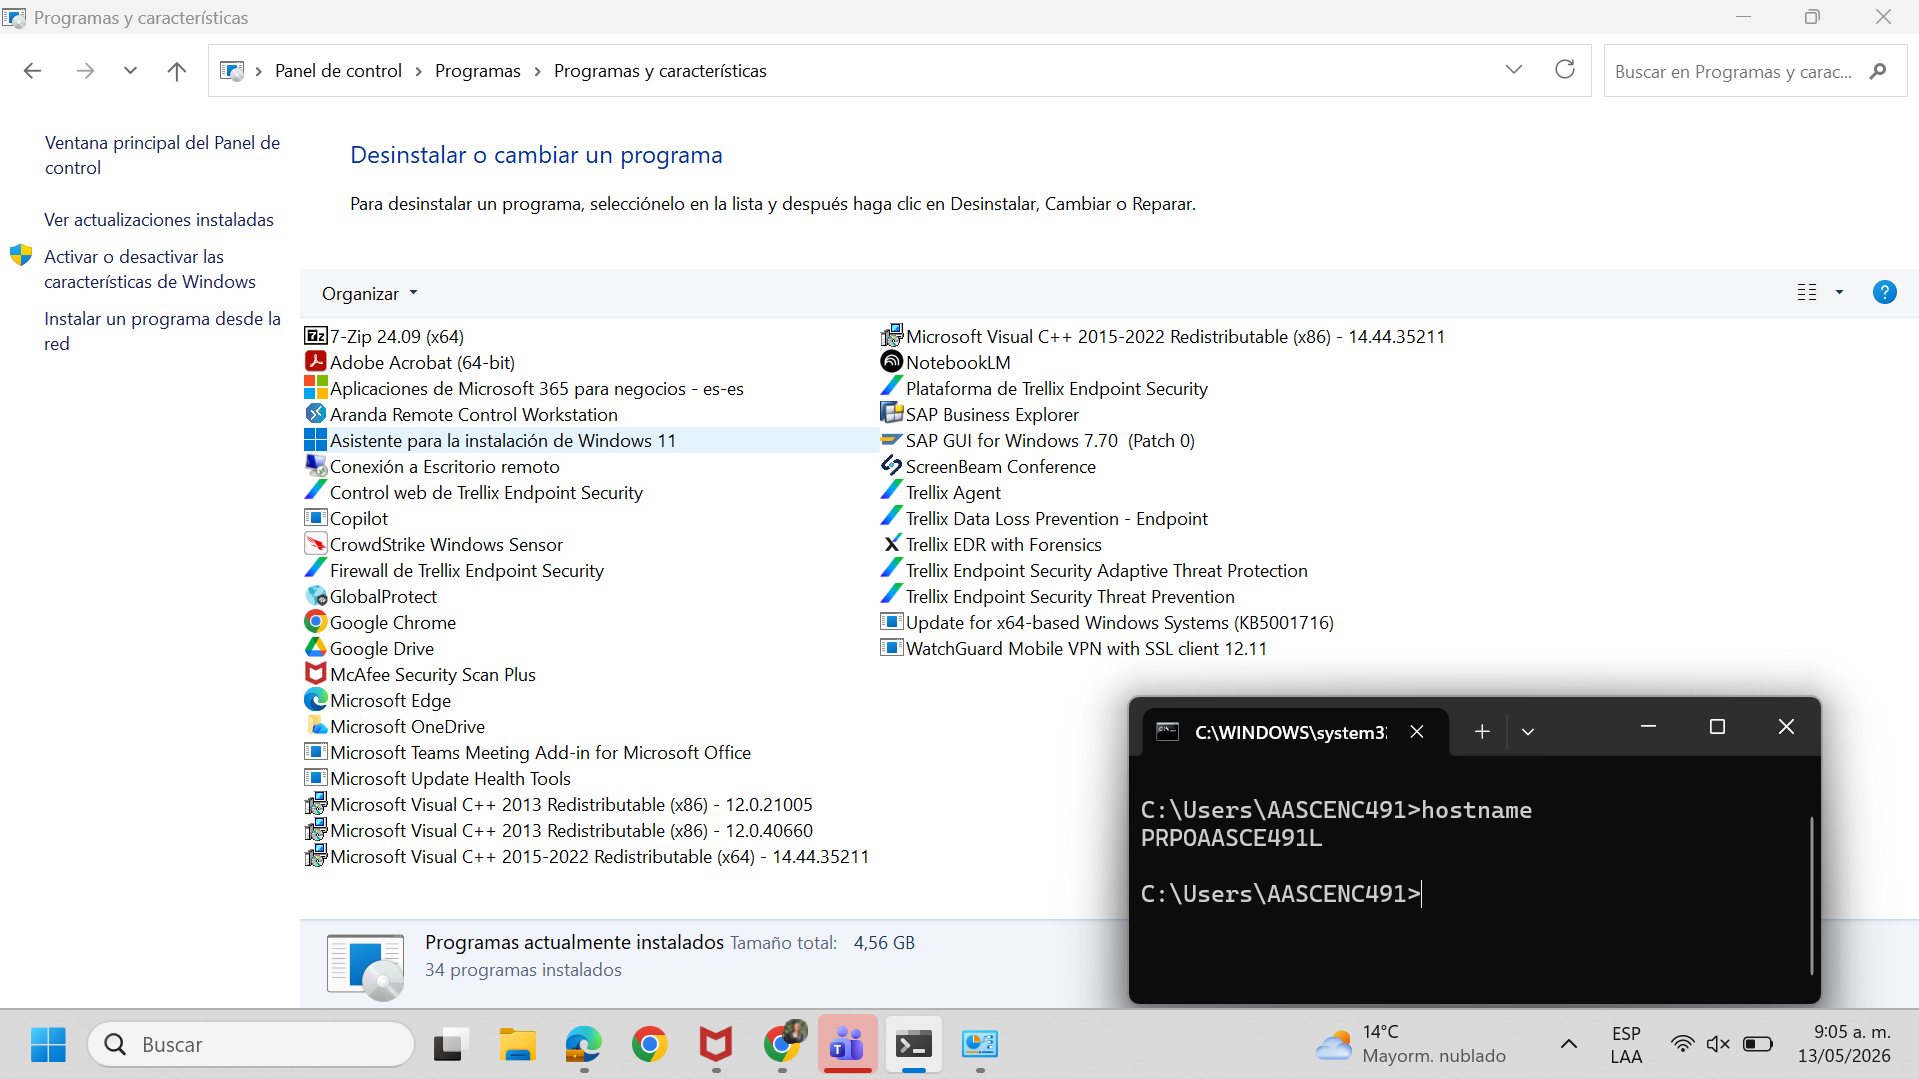 Programas y características
Panel de control
Programas
Programas y características
Buscar en Programas y carac...
Ventana principal del Panel de
control
Ver actualizaciones instaladas
Activar o desactivar las
características de Windows
Instalar un programa desde la
red
Desinstalar o cambiar un programa
Para desinstalar un programa, selecciónelo en la lista y después haga clic en Desinstalar, Cambiar o Reparar.
Organizar
7-Zip 24.09 (x64)
Adobe Acrobat (64-bit)
Aplicaciones de Microsoft 365 para negocios - es-es
Aranda Remote Control Workstation
Asistente para la instalación de Windows 11
Conexión a Escritorio remoto
Control web de Trellix Endpoint Security
Copilot
CrowdStrike Windows Sensor
Firewall de Trellix Endpoint Security
GlobalProtect
Google Chrome
Google Drive
McAfee Security Scan Plus
Microsoft Edge
Microsoft OneDrive
Microsoft Teams Meeting Add-in for Microsoft Office
Microsoft Update Health Tools
Microsoft Visual C++ 2013 Redistributable (x86) - 12.0.21005
Microsoft Visual C++ 2013 Redistributable (x86) - 12.0.40660
Microsoft Visual C++ 2015-2022 Redistributable (x64) - 14.44.35211
Microsoft Visual C++ 2015-2022 Redistributable (x86) - 14.44.35211
NotebookLM
Plataforma de Trellix Endpoint Security
SAP Business Explorer
SAP GUI for Windows 7.70  (Patch 0)
ScreenBeam Conference
Trellix Agent
Trellix Data Loss Prevention - Endpoint
Trellix EDR with Forensics
Trellix Endpoint Security Adaptive Threat Protection
Trellix Endpoint Security Threat Prevention
Update for x64-based Windows Systems (KB5001716)
WatchGuard Mobile VPN with SSL client 12.11
C:\WINDOWS\system32
C:\Users\AASCENC491>hostname
PRPOAASCE491L
C:\Users\AASCENC491>
Programas actualmente instalados Tamaño total: 4,56 GB
34 programas instalados
Buscar
14°C
Mayorm. nublado
ESP
LAA
9:05 a. m.
13/05/2026